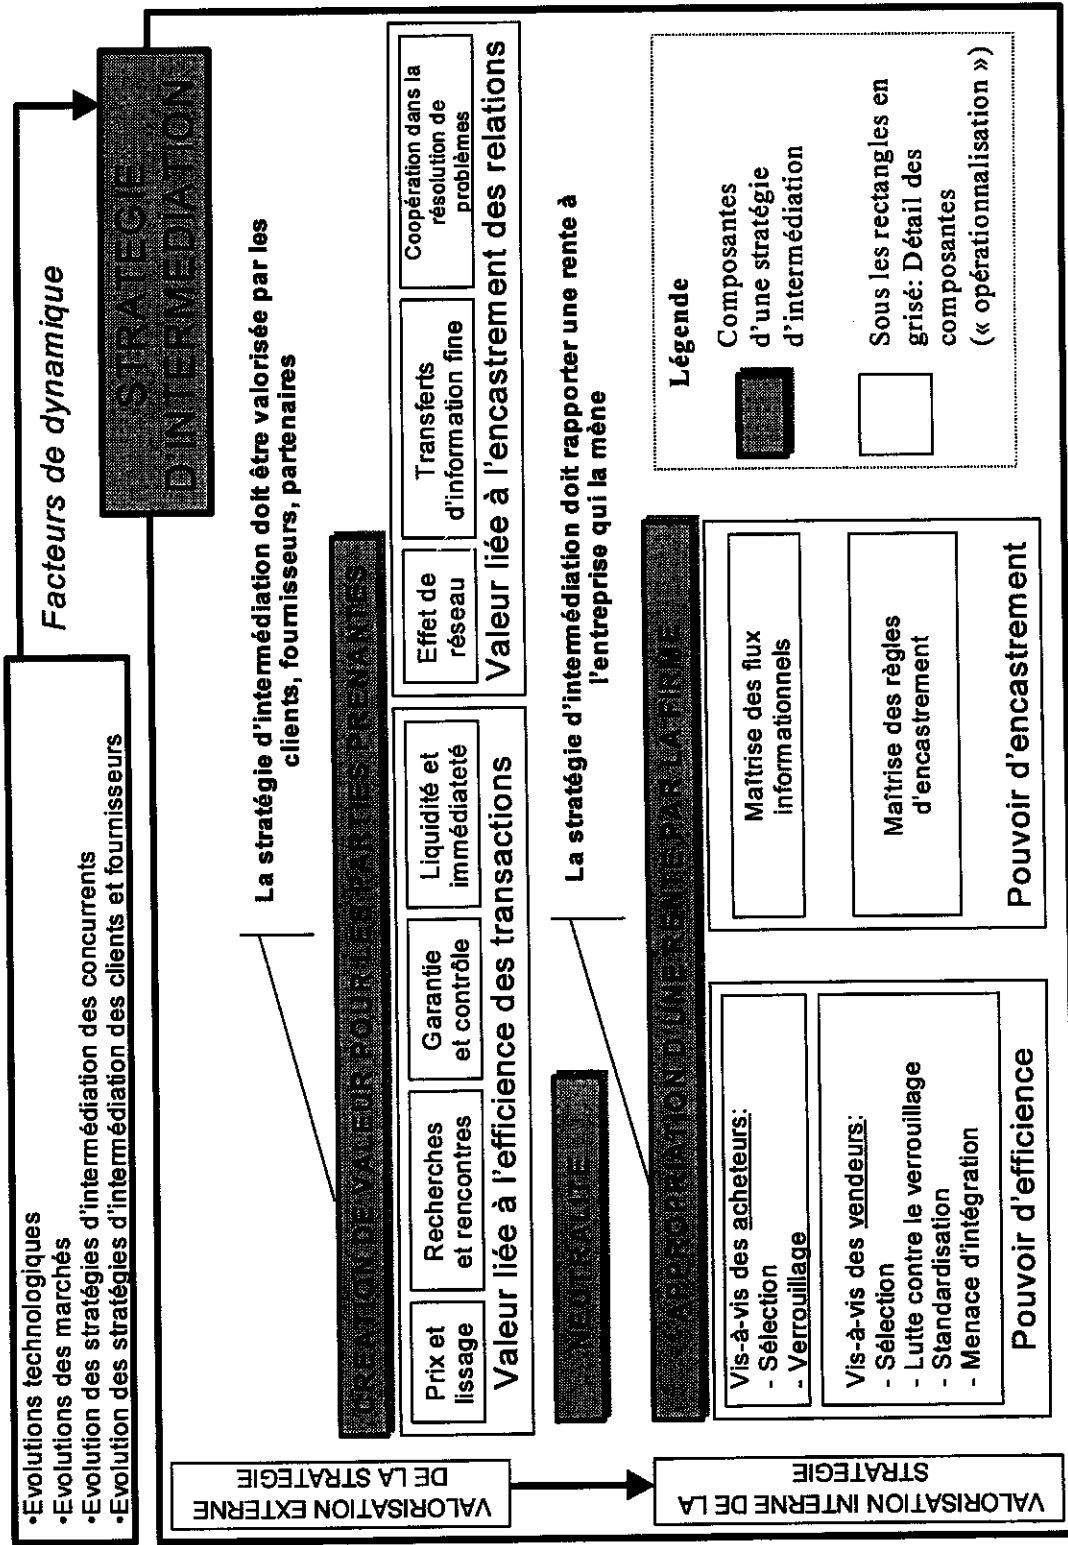 •Evolutions technologiques
•Evolutions des marchés
•Evolution des stratégies d'intermédiation des concurrents
•Evolution des stratégies d'intermédiation des clients et fournisseurs
Facteurs de dynamique
STRATEGIE
D'INTERMEDIATION
VALORISATION EXTERNE
DE LA STRATEGIE
La stratégie d'intermédiation doit être valorisée par les
clients, fournisseurs, partenaires
CREATION DE VALEUR POUR LES PARTIES PRENANTES
Prix et
lissage
Recherches
et rencontres
Garantie
et contrôle
Liquidité et
immédiateté
Valeur liée à l'efficience des transactions
Effet de
réseau
Transferts
d'information fine
Coopération dans la
résolution de
problèmes
Valeur liée à l'encastrement des relations
NEUTRALITE
La stratégie d'intermédiation doit rapporter une rente à
l'entreprise qui la mène
VALORISATION INTERNE DE LA
STRATEGIE
APPROPRIATION D'UNE RENTE PAR LA FIRME
Vis-à-vis des acheteurs:
- Sélection
- Verrouillage
Vis-à-vis des vendeurs:
- Sélection
- Lutte contre le verrouillage
- Standardisation
- Menace d'intégration
Pouvoir d'efficience
Maîtrise des flux
informationnels
Maîtrise des règles
d'encastrement
Pouvoir d'encastrement
Légende
Composantes
d'une stratégie
d'intermédiation
Sous les rectangles en
grisé: Détail des
composantes
(« opérationnalisation »)